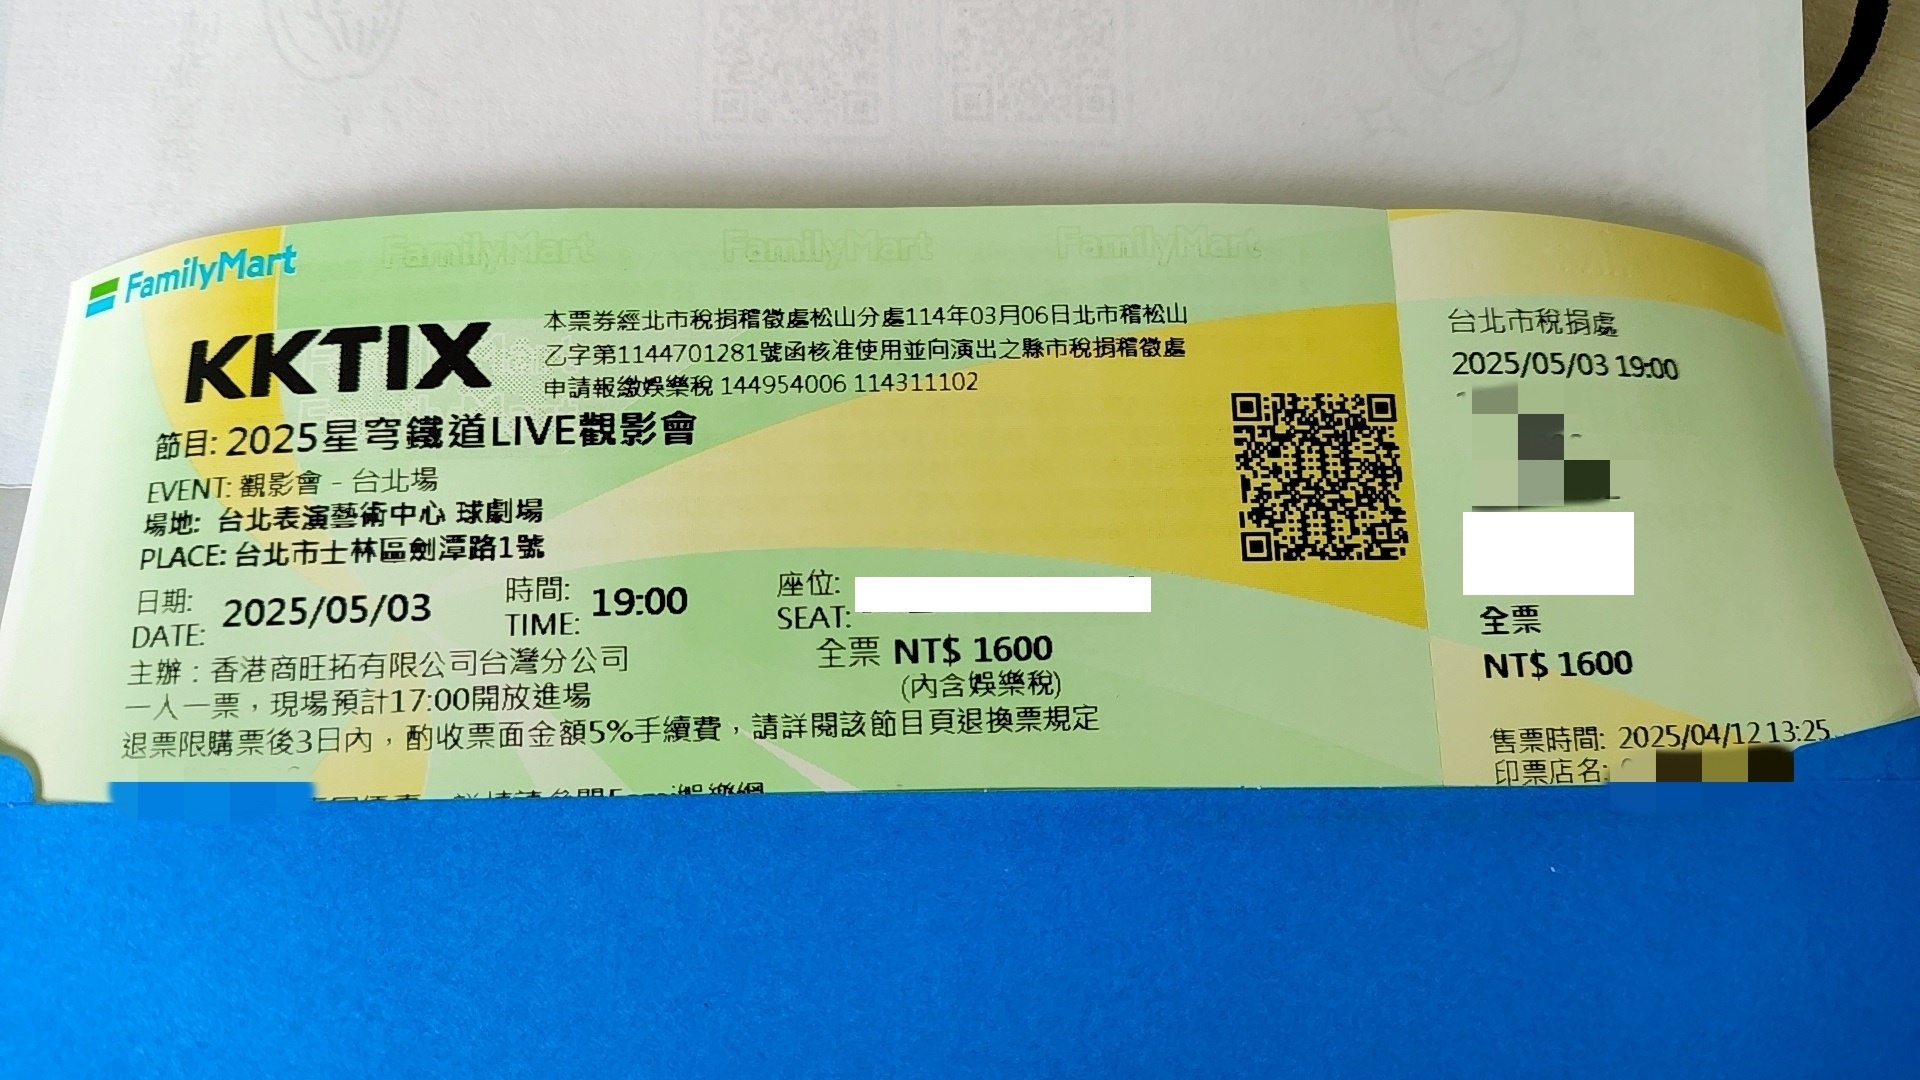 FamilyMart
FamilyMart FamilyMart FamilyMart
KKTIX
本票券經北市稅捐稽徵處松山分處114年03月06日北市稽松山
乙字第1144701281號函核准使用並向演出之縣市稅捐稽徵處
申請報繳娛樂稅 144954006 114311102
節目: 2025星穹鐵道LIVE觀影會
EVENT: 觀影會 - 台北場
場地: 台北表演藝術中心 球劇場
PLACE: 台北市士林區劍潭路1號
日期: 2025/05/03 時間: 19:00 座位:
DATE: TIME: SEAT:
全票 NT$ 1600
(內含娛樂稅)
主辦：香港商旺拓有限公司台灣分公司
一人一票，現場預計17:00開放進場
退票限購票後3日內，酌收票面金額5%手續費，請詳閱該節目頁退換票規定
台北市稅捐處
2025/05/03 19:00
全票
NT$ 1600
售票時間: 2025/04/12 13:25
印票店名: